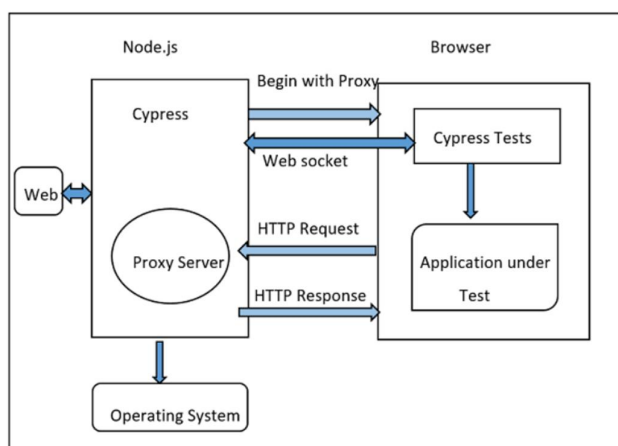 Node.js
Browser
Begin with Proxy
Cypress
Cypress Tests
Web socket
Web
HTTP Request
Proxy Server
Application under
Test
HTTP Response
Operating System